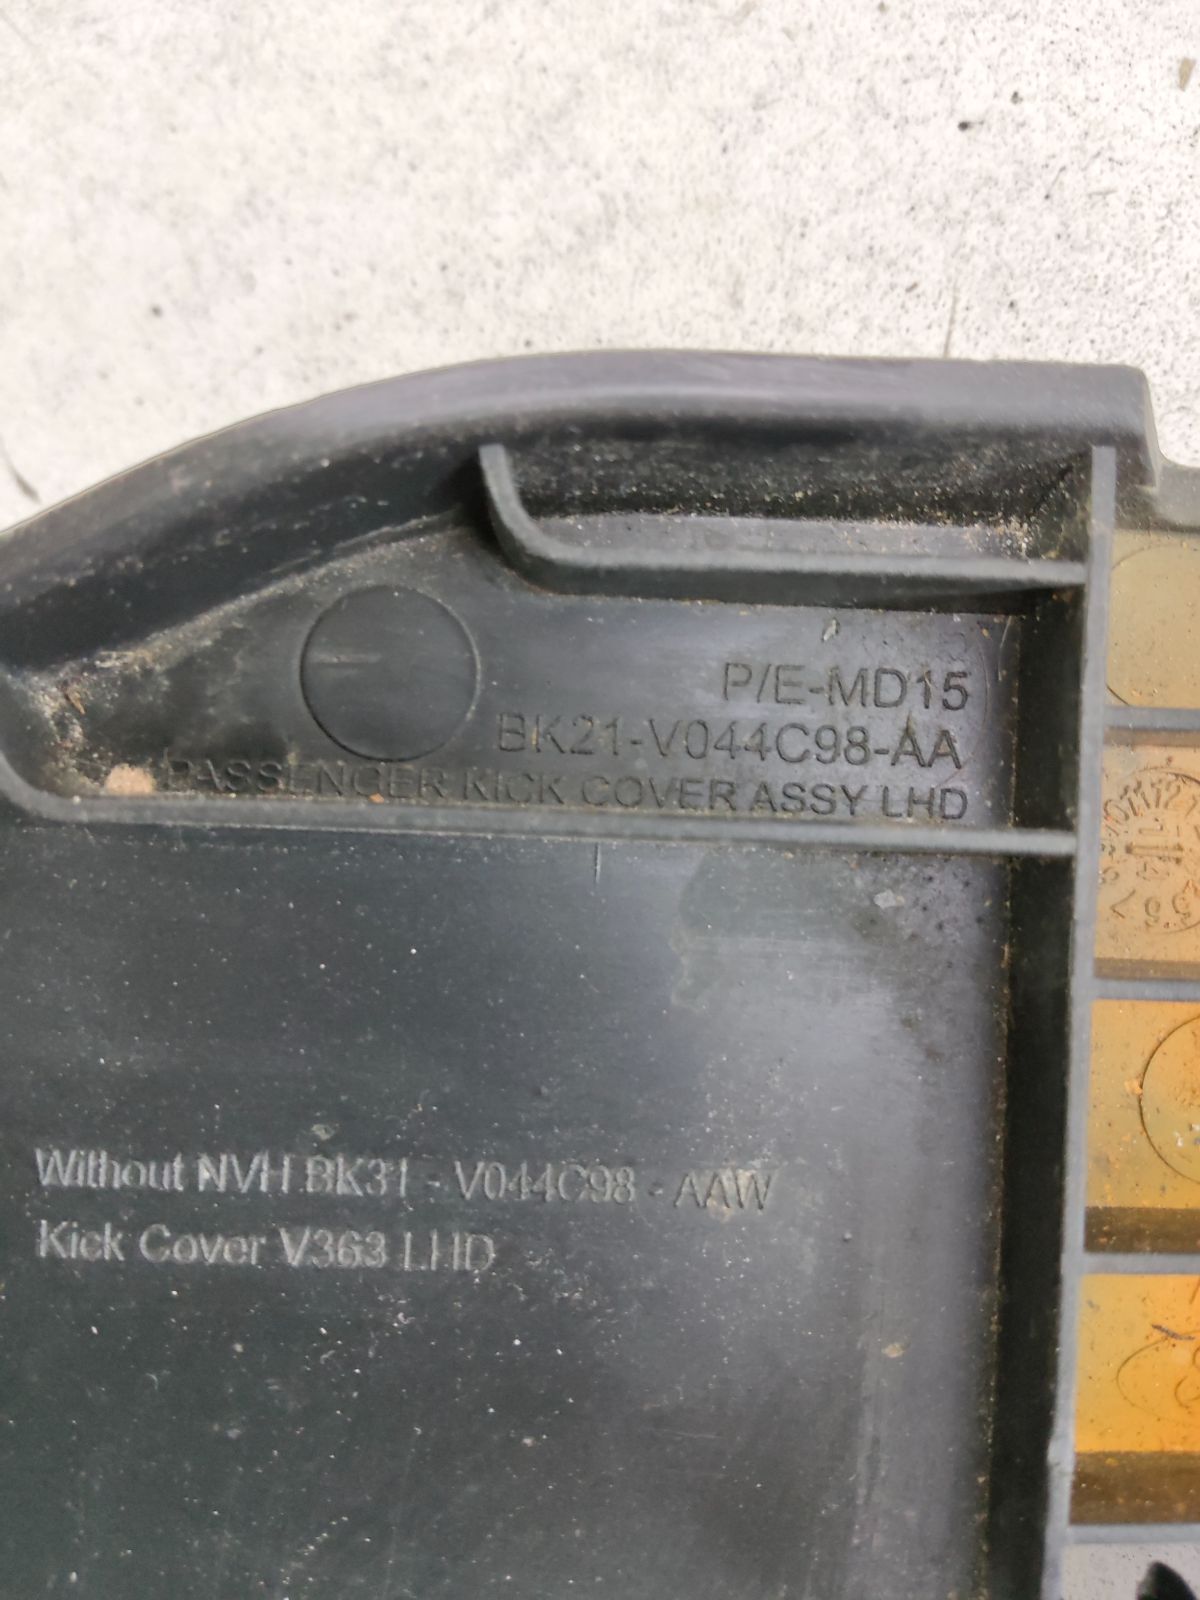 P/E-MD15
BK21-V044C98-AA
PASSENGER KICK COVER ASSY LHD
Without NVH BK31 - V044C98 - AAW
Kick Cover V363 LHD